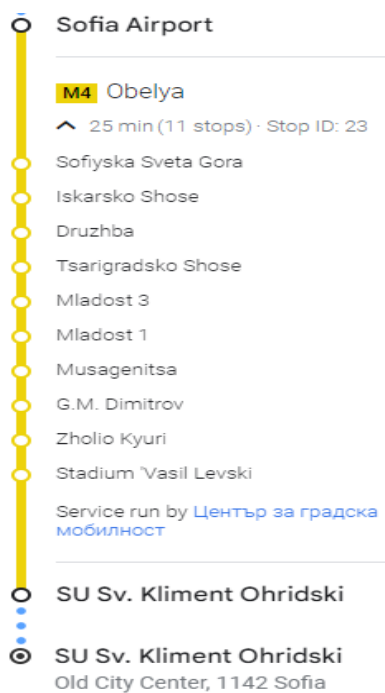 Sofia Airport
M4 Obelya
25 min (11 stops) · Stop ID: 23
Sofiyska Sveta Gora
Iskarsko Shose
Druzhba
Tsarigradsko Shose
Mladost 3
Mladost 1
Musagenitsa
G.M. Dimitrov
Zholio Kyuri
Stadium 'Vasil Levski
Service run by Център за градска
мобилност
SU Sv. Kliment Ohridski
SU Sv. Kliment Ohridski
Old City Center, 1142 Sofia